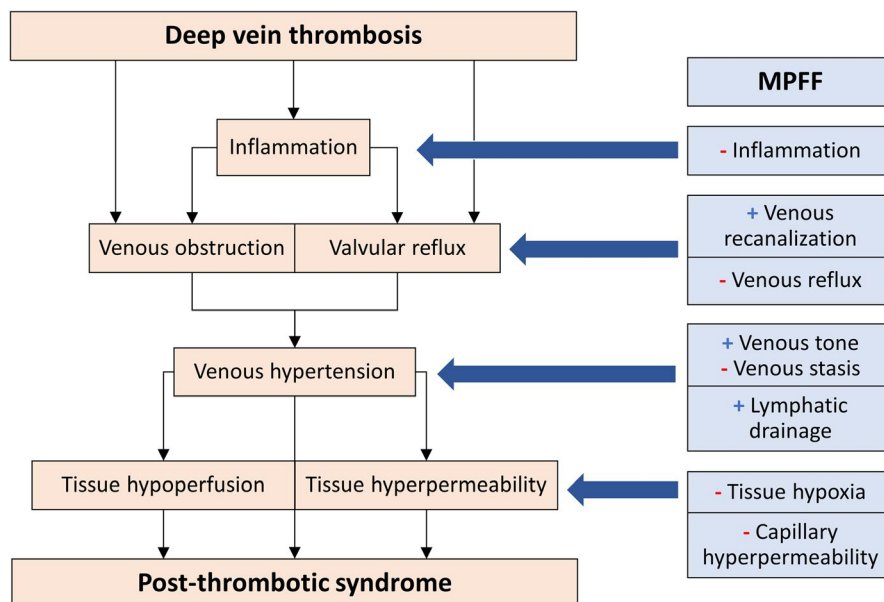 Deep vein thrombosis
MPFF
Inflammation
- Inflammation
+ Venous
recanalization
Venous obstruction
Valvular reflux
- Venous reflux
+ Venous tone
- Venous stasis
Venous hypertension
+ Lymphatic
drainage
Tissue hypoperfusion
Tissue hyperpermeability
- Tissue hypoxia
- Capillary
hyperpermeability
Post-thrombotic syndrome